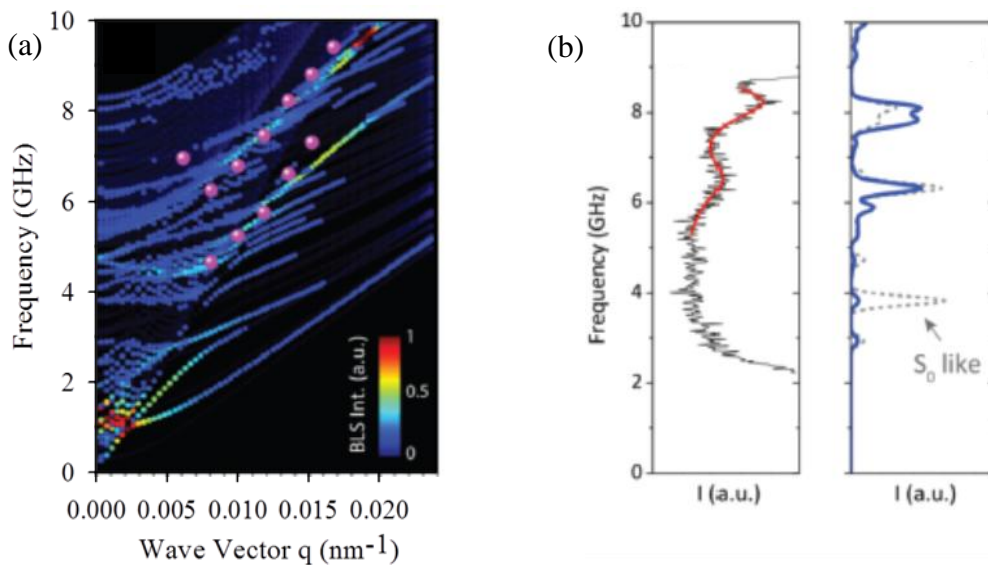 (a)
10
8
6
4
2
0
Frequency (GHz)
0.000 0.005 0.010 0.015 0.020
Wave Vector q (nm-1)
BLS Int. (a.u.)
1
0.5
0
(b)
10
8
6
4
2
0
Frequency (GHz)
I (a.u.)
S0 like
I (a.u.)